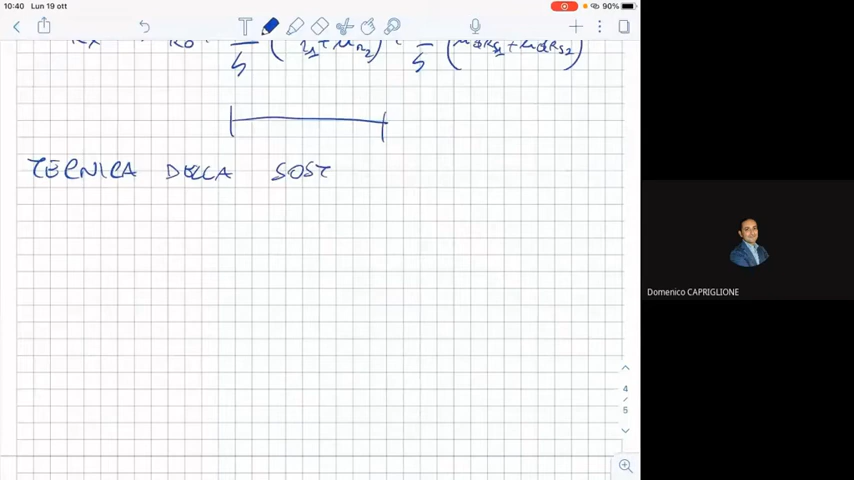 10:40 Lun 19 ott 90%
TECNICA DELLA SOST
Domenico CAPRIGLIONE
4
/
5